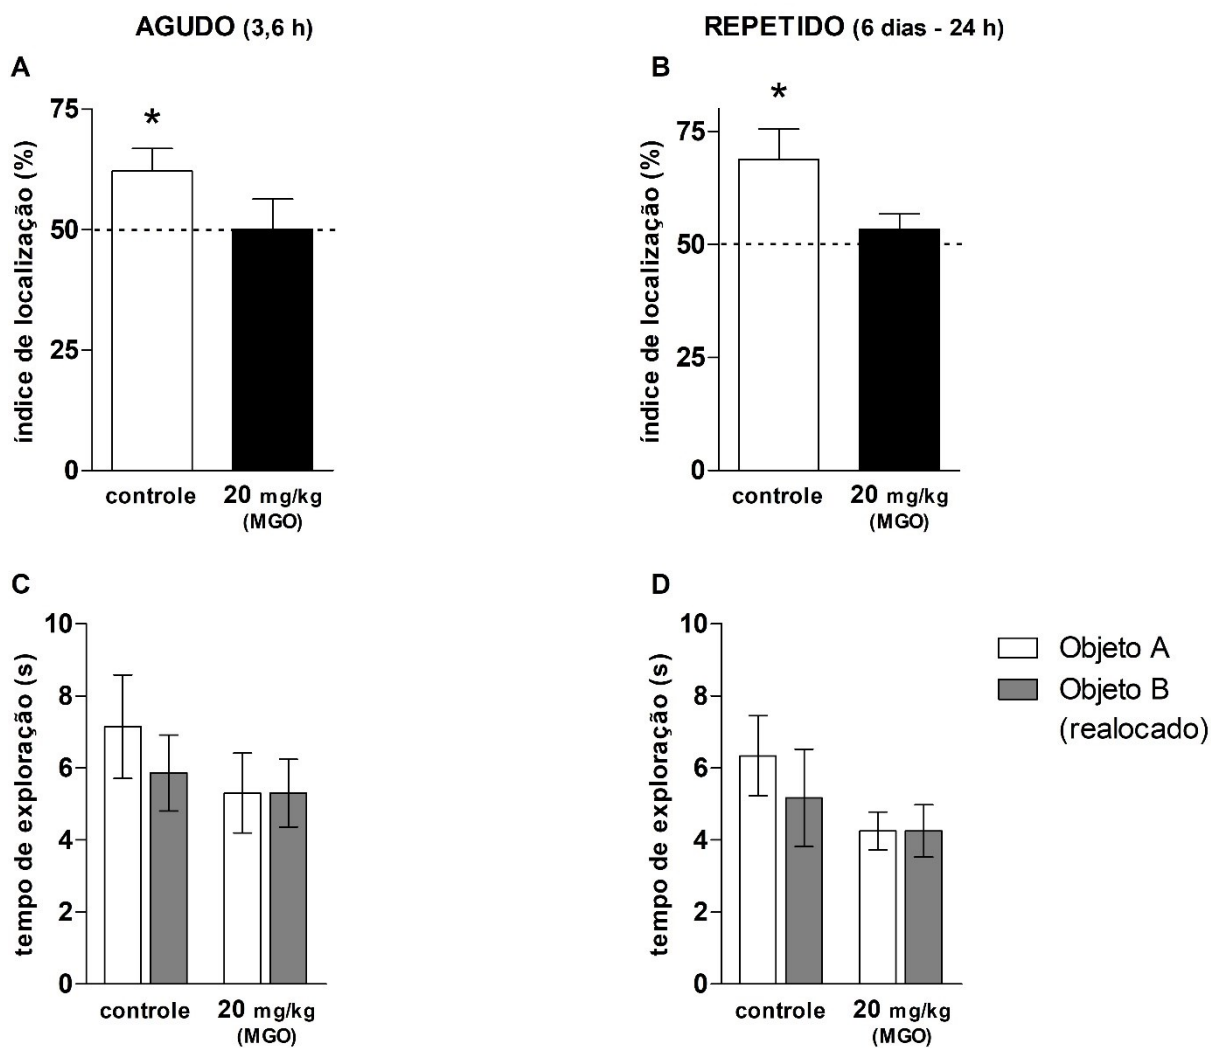 AGUDO (3,6 h)
REPETIDO (6 dias - 24 h)
A
índice de localização (%)
75
50
25
0
*
controle
20 mg/kg
(MGO)
B
índice de localização (%)
75
50
25
0
*
controle
20 mg/kg
(MGO)
C
tempo de exploração (s)
10
8
6
4
2
0
controle
20 mg/kg
(MGO)
D
tempo de exploração (s)
10
8
6
4
2
0
controle
20 mg/kg
(MGO)
Objeto A
Objeto B
(realocado)